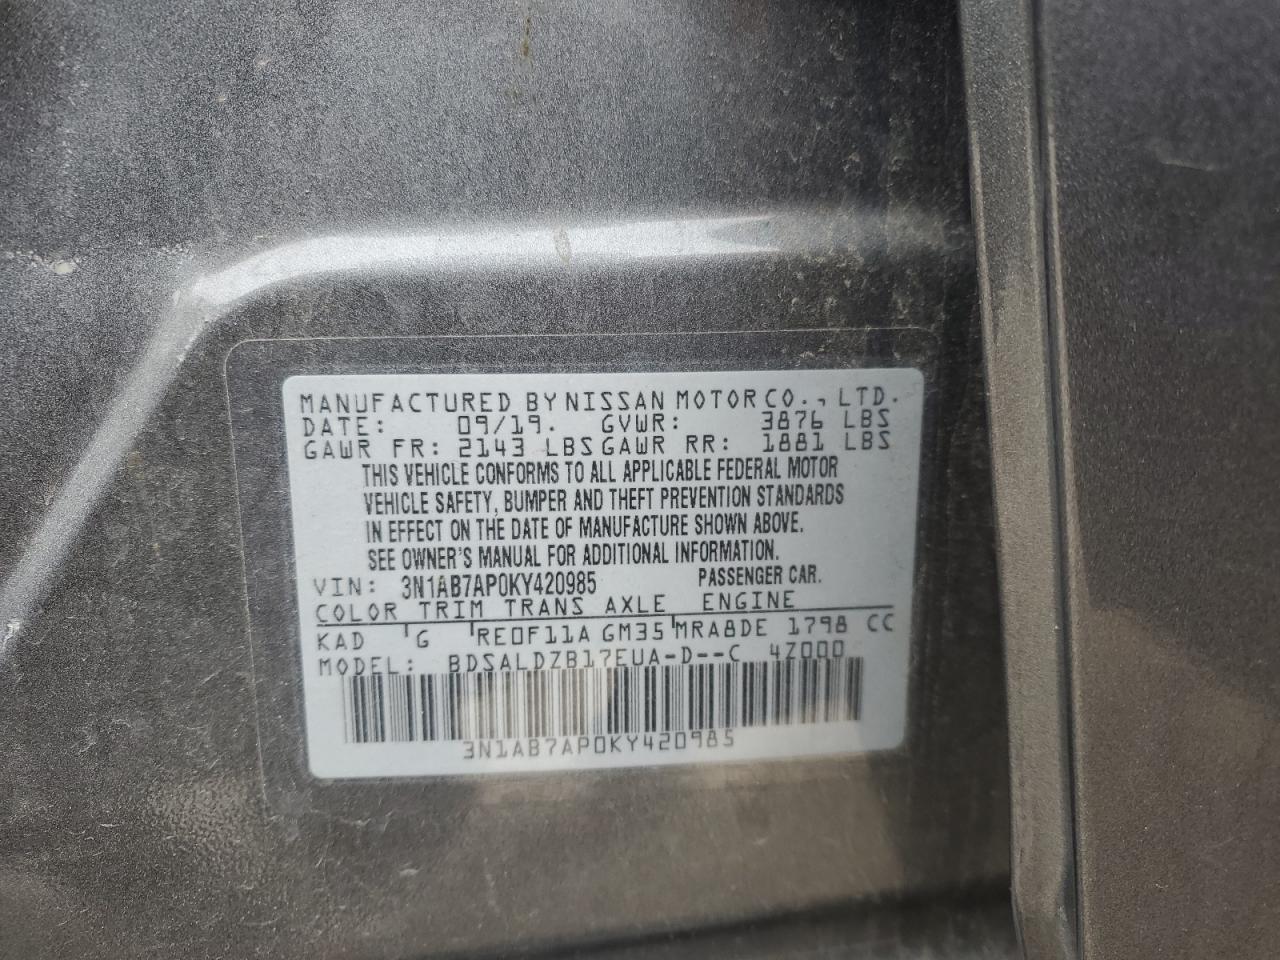 MANUFACTURED BY NISSAN MOTOR CO., LTD.
DATE: 09/19. GVWR: 3876 LBS
GAWR FR: 2143 LBS GAWR RR: 1881 LBS
THIS VEHICLE CONFORMS TO ALL APPLICABLE FEDERAL MOTOR
VEHICLE SAFETY, BUMPER AND THEFT PREVENTION STANDARDS
IN EFFECT ON THE DATE OF MANUFACTURE SHOWN ABOVE.
SEE OWNER'S MANUAL FOR ADDITIONAL INFORMATION.
VIN: 3N1AB7AP0KY420985 PASSENGER CAR.
COLOR TRIM TRANS AXLE ENGINE
KAD G RE0F11A GM35 MRA8DE 1798 CC
MODEL: BDSALDZB17EUA-D--C 4Z000
3N1AB7AP0KY420985